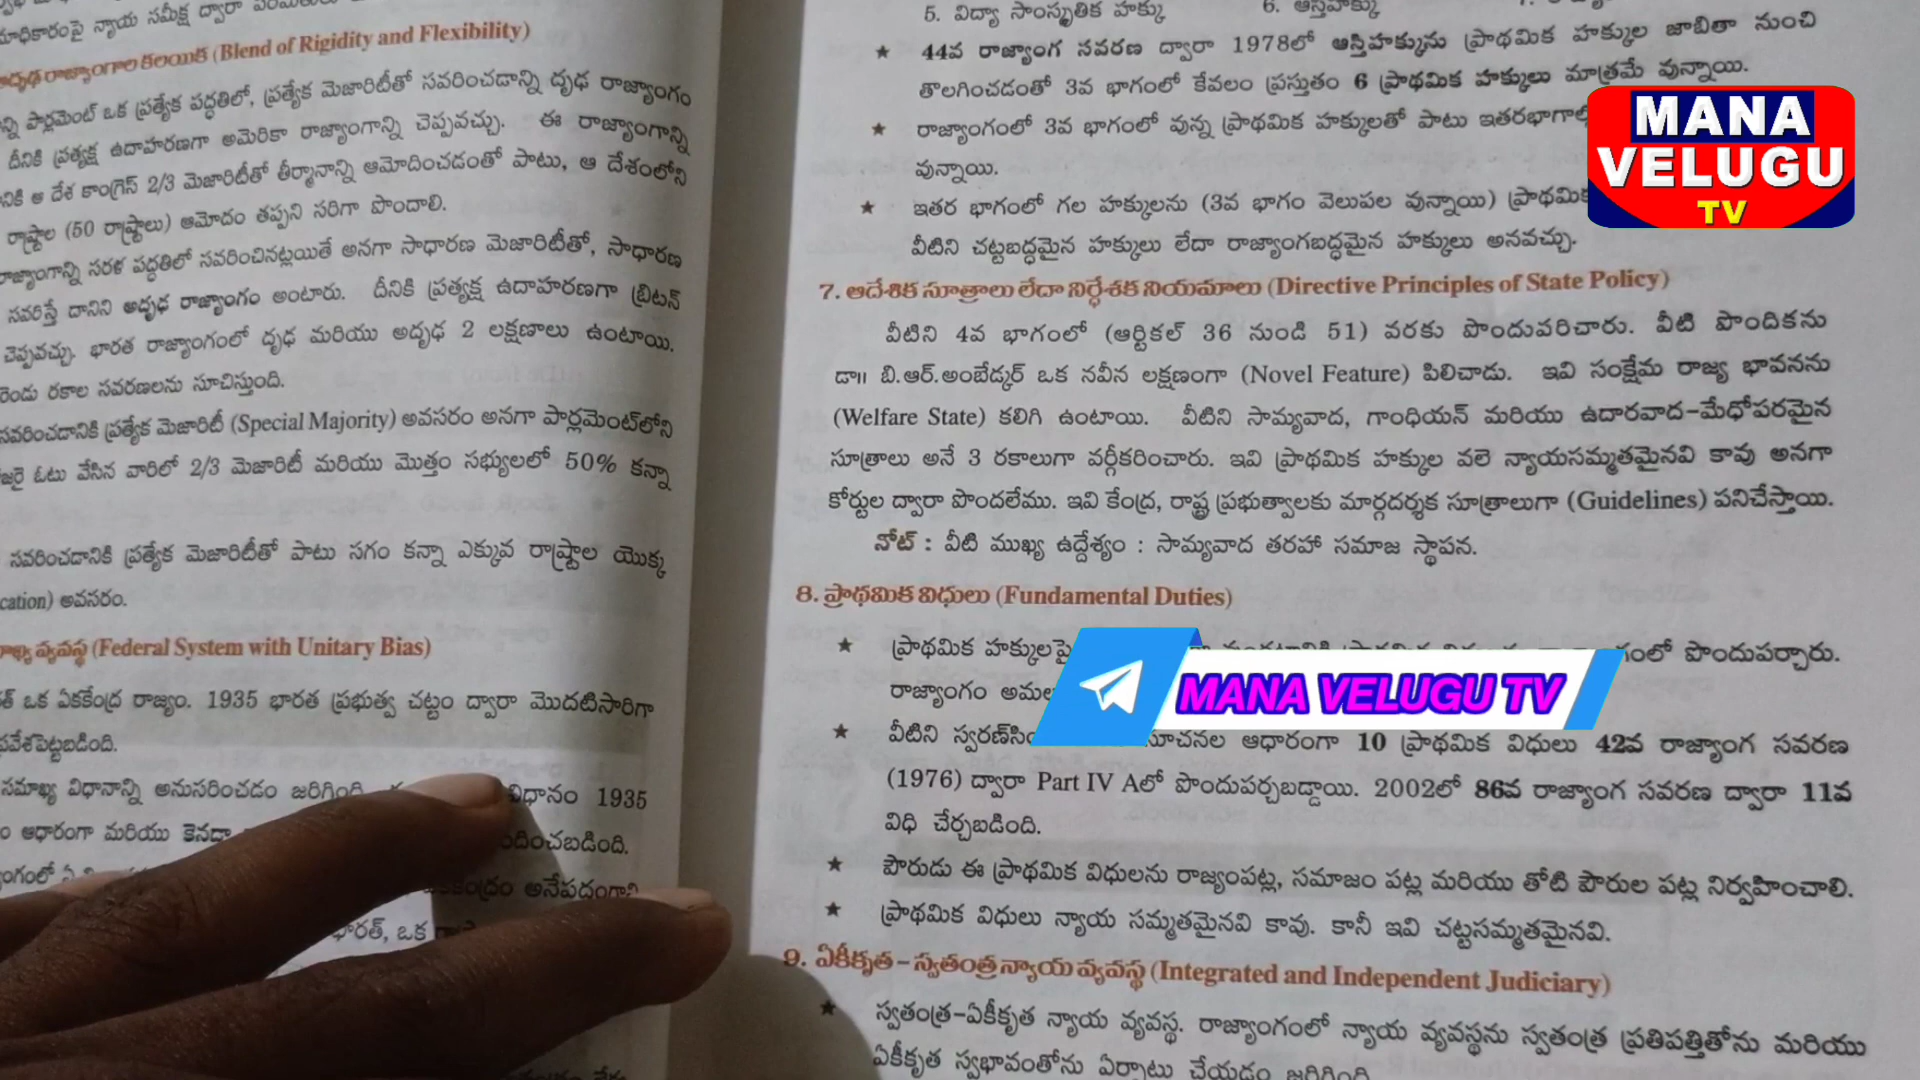 న్యాయ సమీక్ష ద్వారా
(Blend of Rigidity and Flexibility)
పార్లమెంట్ ఒక ప్రత్యేక పద్ధతిలో, ప్రత్యేక మెజారిటీతో సవరించడాన్ని దృఢ రాజ్యాంగం
దీనికి ప్రత్యక్ష ఉదాహరణగా అమెరికా రాజ్యాంగాన్ని చెప్పవచ్చు. ఈ రాజ్యాంగాన్ని
ఆ దేశ కాంగ్రెస్ 2/3 మెజారిటీతో తీర్మానాన్ని ఆమోదించడంతో పాటు, ఆ దేశంలోని
రాష్ట్రాల (50 రాష్ట్రాలు) ఆమోదం తప్పని సరిగా పొందాలి.
సరళ పద్ధతిలో సవరించినట్లయితే అనగా సాధారణ మెజారిటీతో, సాధారణ
సవరిస్తే దానిని అదృఢ రాజ్యాంగం అంటారు. దీనికి ప్రత్యక్ష ఉదాహరణగా బ్రిటన్
చెప్పవచ్చు. భారత రాజ్యాంగంలో దృఢ మరియు అదృఢ 2 లక్షణాలు ఉంటాయి.
రెండు రకాల సవరణలను సూచిస్తుంది.
సవరించడానికి ప్రత్యేక మెజారిటీ (Special Majority) అవసరం అనగా పార్లమెంట్‌లోని
ఓటు వేసిన వారిలో 2/3 మెజారిటీ మరియు మొత్తం సభ్యులలో 50% కన్నా
సవరించడానికి ప్రత్యేక మెజారిటీతో పాటు సగం కన్నా ఎక్కువ రాష్ట్రాల యొక్క
అవసరం.
వ్యవస్థ (Federal System with Unitary Bias)
ఒక ఏకకేంద్ర రాజ్యం. 1935 భారత ప్రభుత్వ చట్టం ద్వారా మొదటిసారిగా
సమాఖ్య విధానాన్ని అనుసరించడం జరిగింది. విధానం 1935
ఆధారంగా మరియు కెనడా
అనేపదంగాని
భారత్, ఒక
5. విద్యా సాంస్కృతిక హక్కు 6. ఆస్తిహక్కు
★ 44వ రాజ్యాంగ సవరణ ద్వారా 1978లో ఆస్తిహక్కును ప్రాథమిక హక్కుల జాబితా నుంచి
తొలగించడంతో 3వ భాగంలో కేవలం ప్రస్తుతం 6 ప్రాథమిక హక్కులు మాత్రమే వున్నాయి.
★ రాజ్యాంగంలో 3వ భాగంలో వున్న ప్రాథమిక హక్కులతో పాటు
వున్నాయి.
★ ఇతర భాగంలో గల హక్కులను (3వ భాగం వెలుపల వున్నాయి)
వీటిని చట్టబద్ధమైన హక్కులు లేదా రాజ్యాంగబద్ధమైన హక్కులు అనవచ్చు.
7. ఆదేశిక సూత్రాలు లేదా నిర్ధేశక నియమాలు (Directive Principles of State Policy)
వీటిని 4వ భాగంలో (ఆర్టికల్ 36 నుండి 51) వరకు పొందుపరిచారు. వీటి పొందికను
డా॥ బి.ఆర్.అంబేడ్కర్ ఒక నవీన లక్షణంగా (Novel Feature) పిలిచాడు. ఇవి సంక్షేమ రాజ్య భావనను
(Welfare State) కలిగి ఉంటాయి. వీటిని సామ్యవాద, గాంధియన్ మరియు ఉదారవాద-మేధోపరమైన
సూత్రాలు అనే 3 రకాలుగా వర్గీకరించారు. ఇవి ప్రాథమిక హక్కుల వలె న్యాయసమ్మతమైనవి కావు అనగా
కోర్టుల ద్వారా పొందలేము. ఇవి కేంద్ర, రాష్ట్ర ప్రభుత్వాలకు మార్గదర్శక సూత్రాలుగా (Guidelines) పనిచేస్తాయి.
నోట్ : వీటి ముఖ్య ఉద్దేశ్యం : సామ్యవాద తరహా సమాజ స్థాపన.
8. ప్రాథమిక విధులు (Fundamental Duties)
★ ప్రాథమిక హక్కులపై పొందుపర్చారు.
రాజ్యాంగం
★ వీటిని సూచనల ఆధారంగా 10 ప్రాథమిక విధులు 42వ రాజ్యాంగ సవరణ
(1976) ద్వారా Part IV Aలో పొందుపర్చబడ్డాయి. 2002లో 86వ రాజ్యాంగ సవరణ ద్వారా 11వ
విధి చేర్చబడింది.
★ పౌరుడు ఈ ప్రాథమిక విధులను రాజ్యంపట్ల, సమాజం పట్ల మరియు తోటి పౌరుల పట్ల నిర్వహించాలి.
★ ప్రాథమిక విధులు న్యాయ సమ్మతమైనవి కావు. కానీ ఇవి చట్టసమ్మతమైనవి.
9. ఏకీకృత – స్వతంత్ర న్యాయ వ్యవస్థ (Integrated and Independent Judiciary)
★ స్వతంత్ర-ఏకీకృత న్యాయ వ్యవస్థ. రాజ్యాంగంలో న్యాయ వ్యవస్థను స్వతంత్ర ప్రతిపత్తితోను మరియు
ఏకీకృత స్వభావంతోను ఏర్పాటు చేయడం జరిగింది.
MANA
VELUGU
TV
MANA VELUGU TV